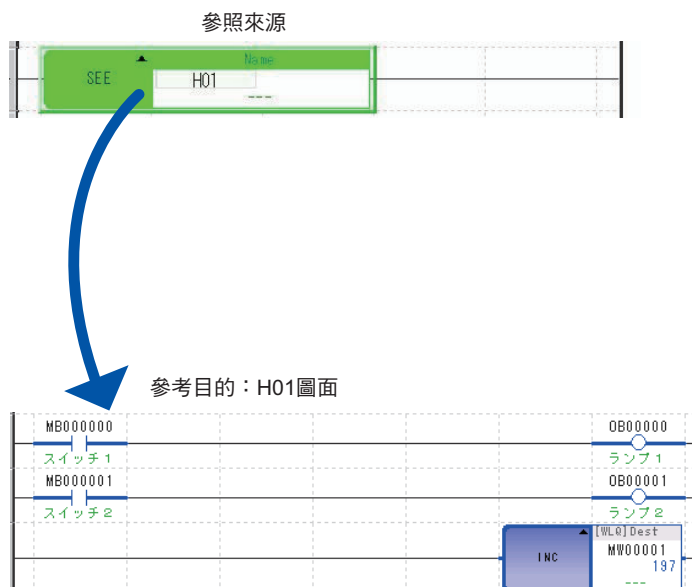 參照來源
Name
SEE
H01
---
參考目的：H01圖面
MB000000 OB00000
スイッチ1 ランプ1
MB000001 OB00001
スイッチ2 ランプ2
[WLQ]Dest
INC MW00001
197
---